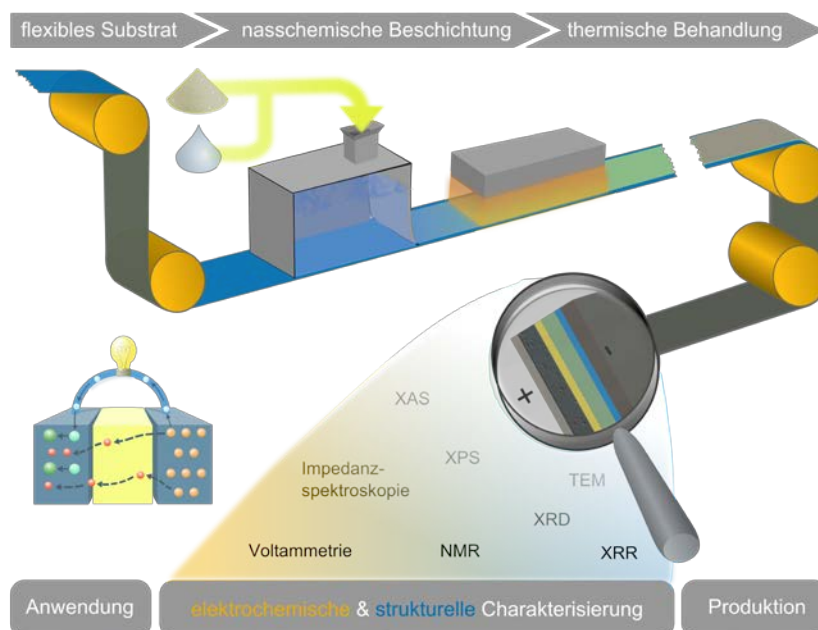 flexibles Substrat
nasschemische Beschichtung
thermische Behandlung
+
-
XAS
XPS
Impedanz-
spektroskopie
TEM
XRD
Voltammetrie
NMR
XRR
Anwendung
elektrochemische & strukturelle Charakterisierung
Produktion